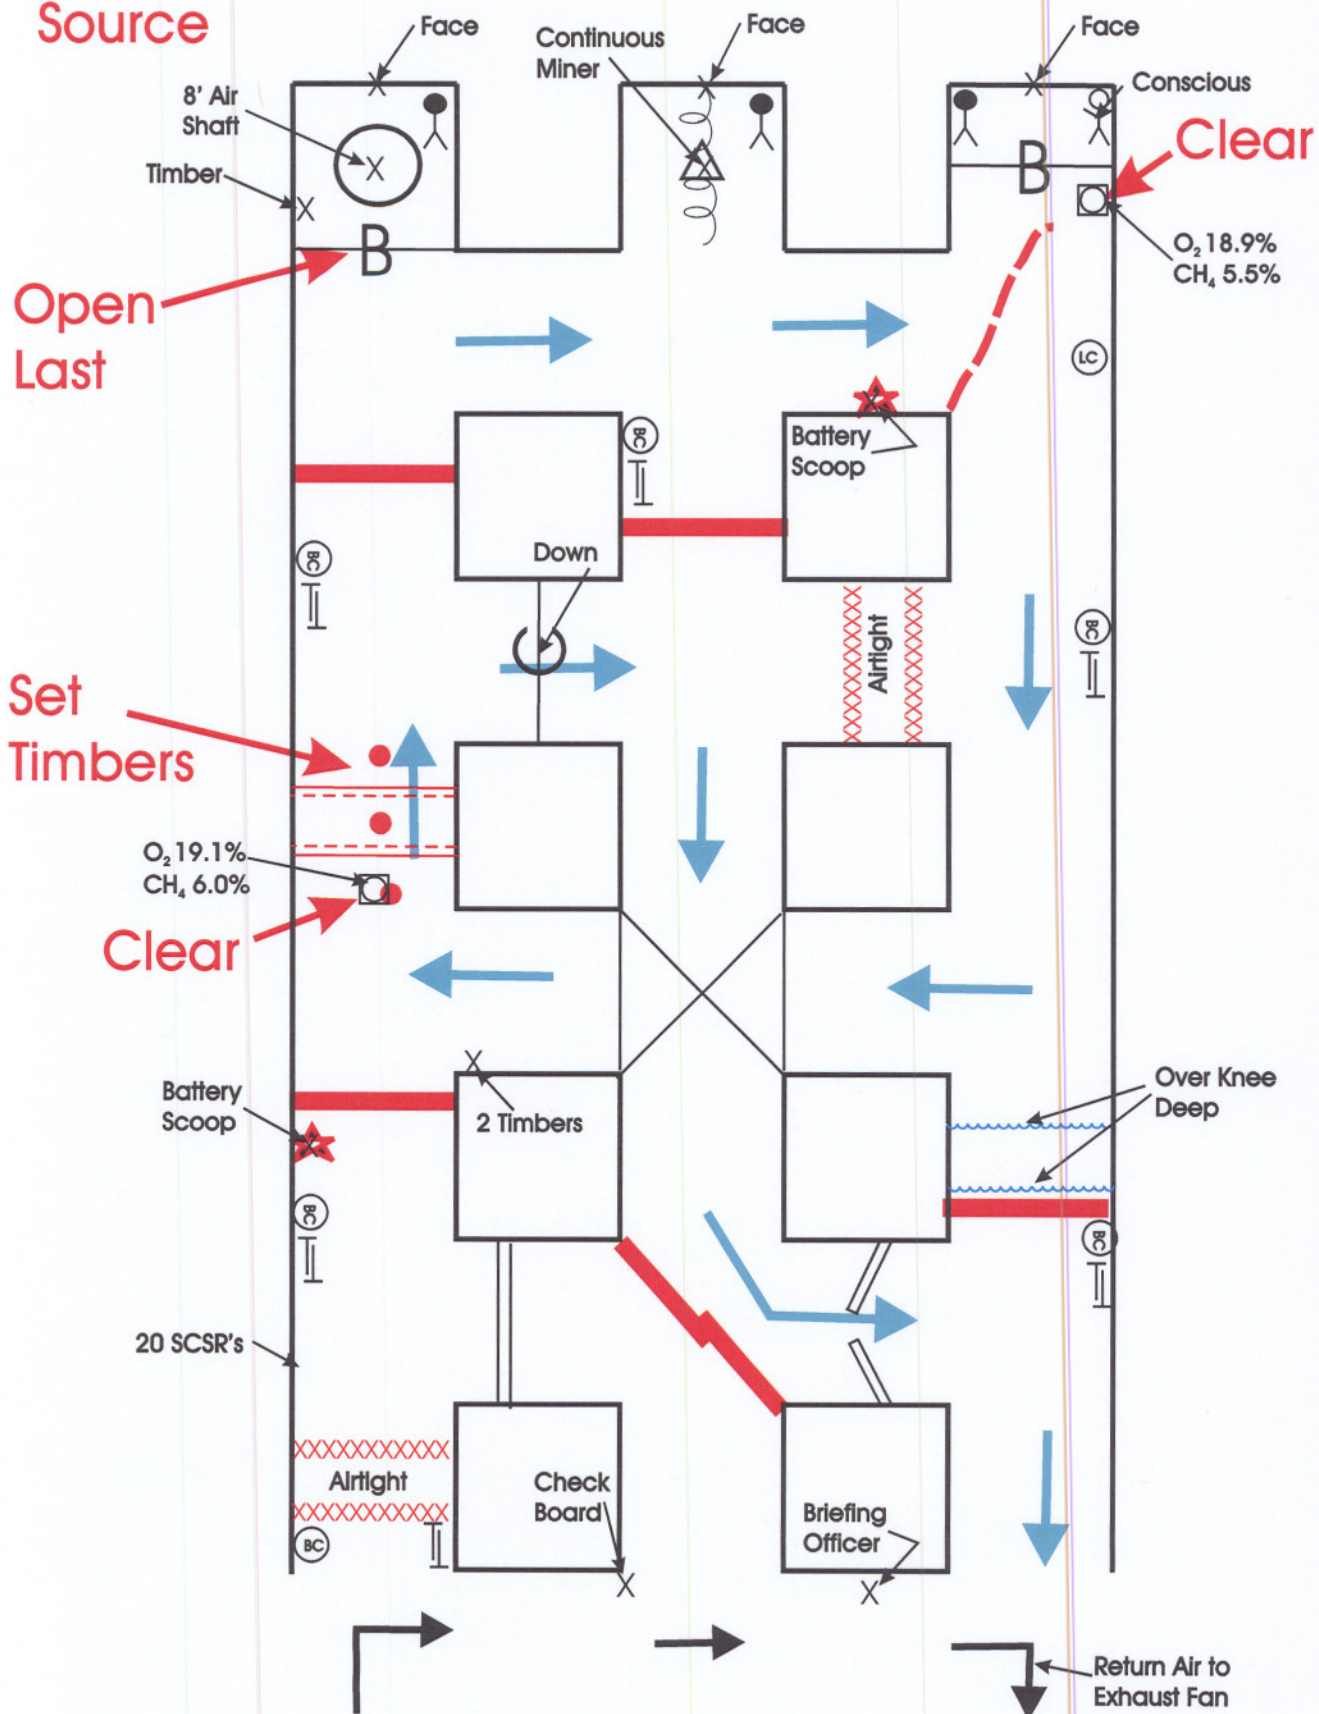 Source
Face
Continuous
Miner
Face
Face
8' Air
Shaft
Conscious
Clear
Timber
X
X
X
X
X
X
B
B
O₂ 18.9%
CH₄ 5.5%
Open
Last
LC
X
Battery
Scoop
BC
BC
Down
BC
Airtight
Set
Timbers
O₂ 19.1%
CH₄ 6.0%
Clear
X
2 Timbers
Battery
Scoop
X
Over Knee
Deep
BC
BC
20 SCSR's
XXXXXXXXXX
Airtight
XXXXXXXXXX
BC
Check
Board
X
Briefing
Officer
X
Return Air to
Exhaust Fan